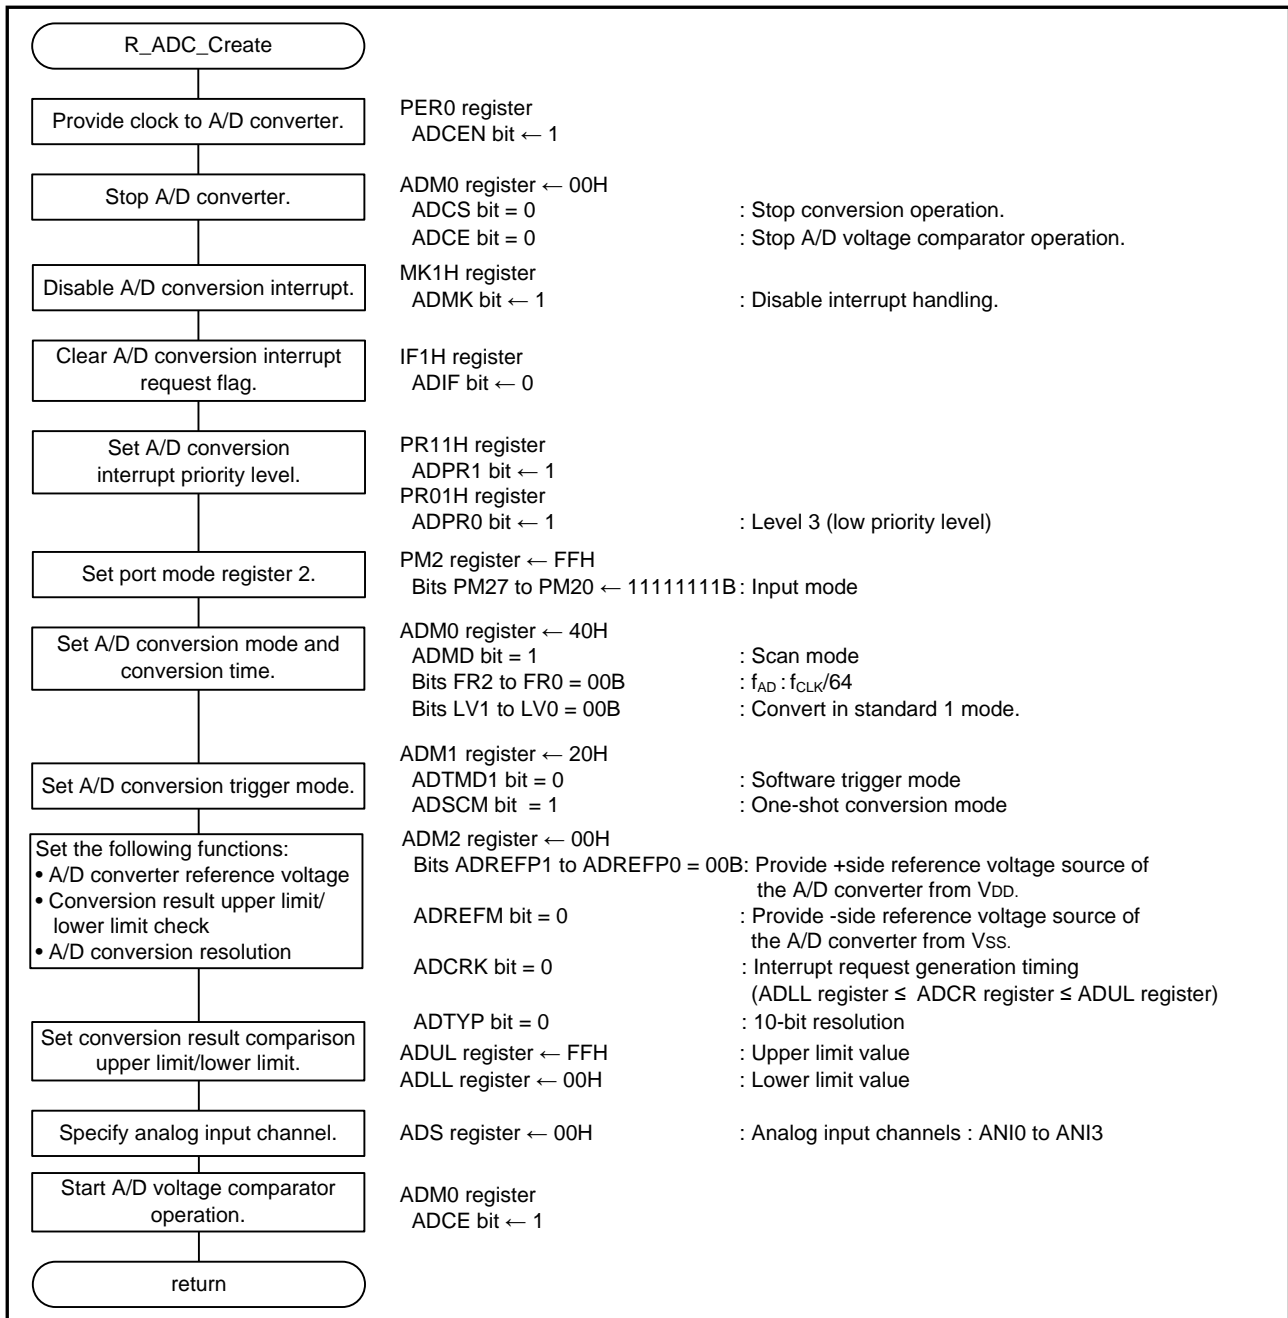 R_ADC_Create
Provide clock to A/D converter.
PER0 register
ADCEN bit ← 1
Stop A/D converter.
ADM0 register ← 00H
ADCS bit = 0 : Stop conversion operation.
ADCE bit = 0 : Stop A/D voltage comparator operation.
Disable A/D conversion interrupt.
MK1H register
ADMK bit ← 1 : Disable interrupt handling.
Clear A/D conversion interrupt
request flag.
IF1H register
ADIF bit ← 0
Set A/D conversion
interrupt priority level.
PR11H register
ADPR1 bit ← 1
PR01H register
ADPR0 bit ← 1 : Level 3 (low priority level)
Set port mode register 2.
PM2 register ← FFH
Bits PM27 to PM20 ← 11111111B : Input mode
Set A/D conversion mode and
conversion time.
ADM0 register ← 40H
ADMD bit = 1 : Scan mode
Bits FR2 to FR0 = 00B : fAD : fCLK/64
Bits LV1 to LV0 = 00B : Convert in standard 1 mode.
Set A/D conversion trigger mode.
ADM1 register ← 20H
ADTMD1 bit = 0 : Software trigger mode
ADSCM bit = 1 : One-shot conversion mode
Set the following functions:
• A/D converter reference voltage
• Conversion result upper limit/
lower limit check
• A/D conversion resolution
ADM2 register ← 00H
Bits ADREFP1 to ADREFP0 = 00B: Provide +side reference voltage source of
the A/D converter from VDD.
ADREFM bit = 0 : Provide -side reference voltage source of
the A/D converter from VSS.
ADCRK bit = 0 : Interrupt request generation timing
(ADLL register ≤ ADCR register ≤ ADUL register)
ADTYP bit = 0 : 10-bit resolution
Set conversion result comparison
upper limit/lower limit.
ADUL register ← FFH : Upper limit value
ADLL register ← 00H : Lower limit value
Specify analog input channel.
ADS register ← 00H : Analog input channels : ANI0 to ANI3
Start A/D voltage comparator
operation.
ADM0 register
ADCE bit ← 1
return